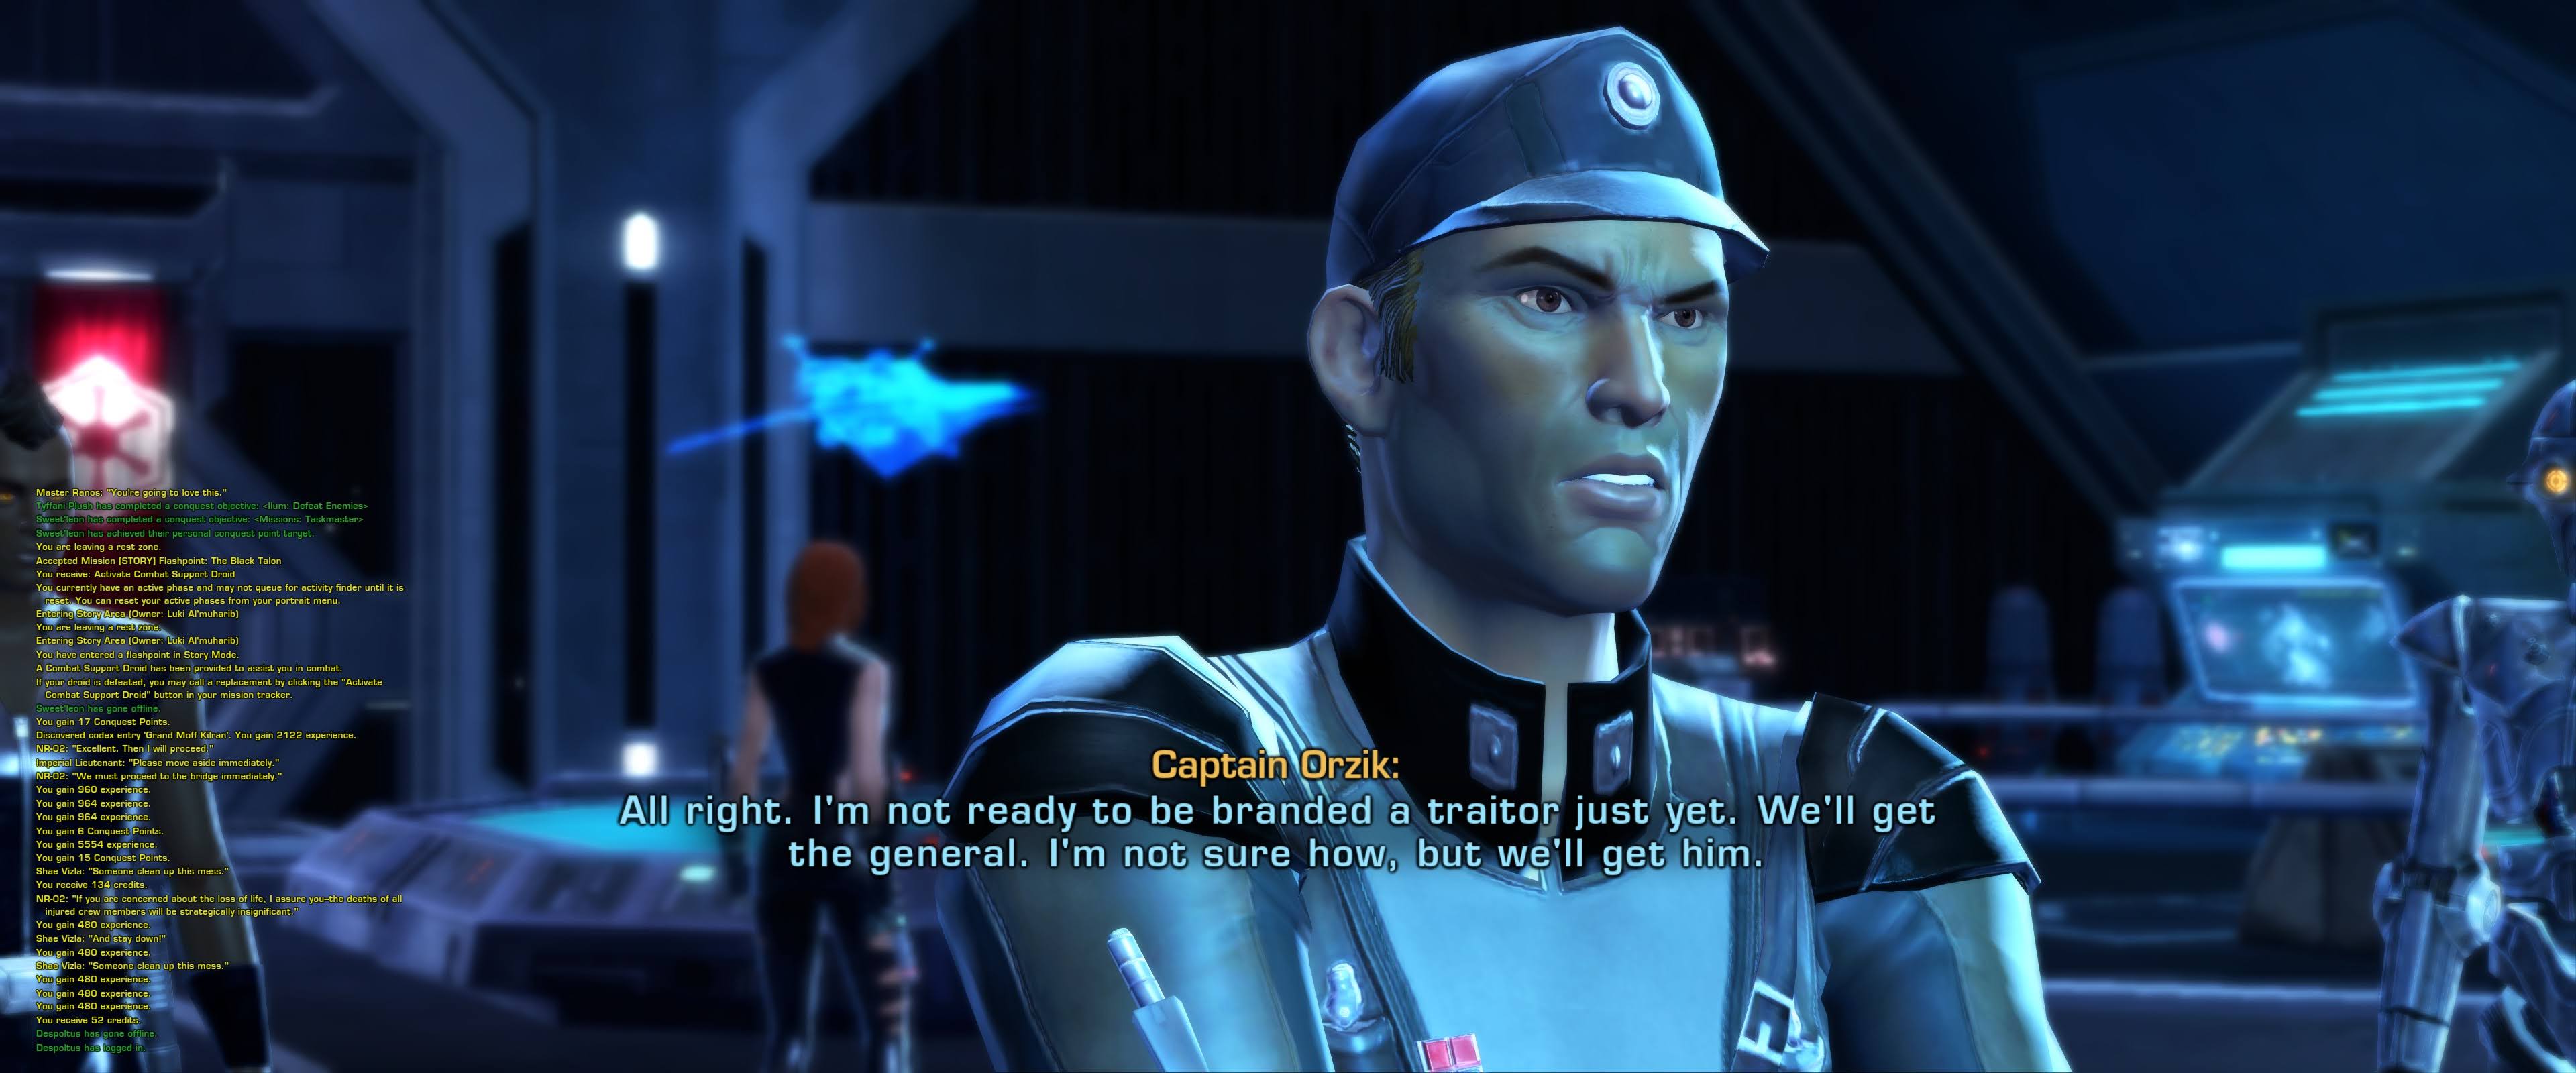 Master Ranos: "You're going to love this."
Tyffani Plush has completed a conquest objective: <Ilum: Defeat Enemies>
Sweet'leon has completed a conquest objective: <Missions: Taskmaster>
Sweet'leon has achieved their personal conquest point target.
You are leaving a rest zone.
Accepted Mission [STORY] Flashpoint: The Black Talon
You receive: Activate Combat Support Droid
You currently have an active phase and may not queue for activity finder until it is
reset. You can reset your active phases from your portrait menu.
Entering Story Area (Owner: Luki Al'muharib)
You are leaving a rest zone.
Entering Story Area (Owner: Luki Al'muharib)
You have entered a flashpoint in Story Mode.
A Combat Support Droid has been provided to assist you in combat.
If your droid is defeated, you may call a replacement by clicking the "Activate
Combat Support Droid" button in your mission tracker.
Sweet'leon has gone offline.
You gain 17 Conquest Points.
Discovered codex entry 'Grand Moff Kilran'. You gain 2122 experience.
NR-02: "Excellent. Then I will proceed."
Imperial Lieutenant: "Please move aside immediately."
NR-02: "We must proceed to the bridge immediately."
You gain 960 experience.
You gain 964 experience.
You gain 964 experience.
You gain 6 Conquest Points.
You gain 5554 experience.
You gain 15 Conquest Points.
Shae Vizla: "Someone clean up this mess."
You receive 134 credits.
NR-02: "If you are concerned about the loss of life, I assure you—the deaths of all
injured crew members will be strategically insignificant."
You gain 480 experience.
Shae Vizla: "And stay down!"
You gain 480 experience.
Shae Vizla: "Someone clean up this mess."
You gain 480 experience.
You gain 480 experience.
You gain 480 experience.
You receive 52 credits.
Despoltus has gone offline.
Despoltus has logged in.
Captain Orzik:
All right. I'm not ready to be branded a traitor just yet. We'll get
the general. I'm not sure how, but we'll get him.